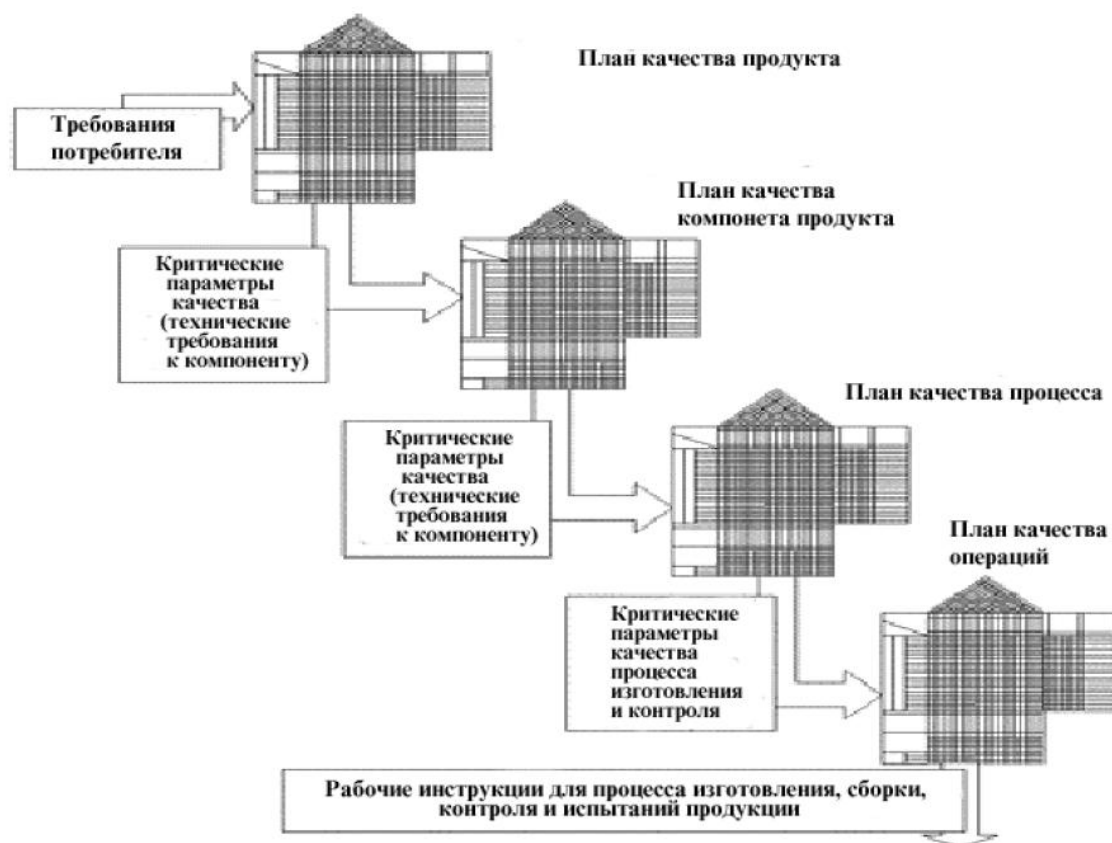 План качества продукта
Требования
потребителя
План качества
компонета продукта
Критические
параметры
качества
(технические
требования
к компоненту)
План качества процесса
Критические
параметры
качества
(технические
требования
к компоненту)
План качества
операций
Критические
параметры
качества
процесса
изготовления
и контроля
Рабочие инструкции для процесса изготовления, сборки,
контроля и испытаний продукции